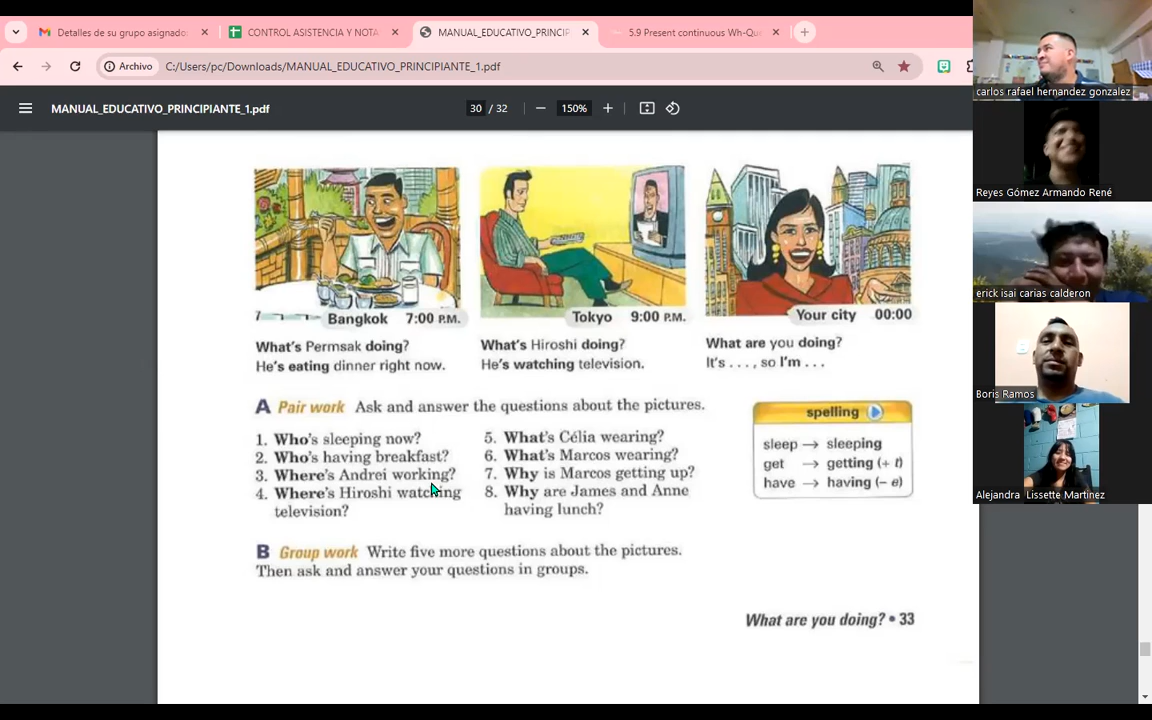 Detalles de su grupo asignado
CONTROL ASISTENCIA Y NOTA
MANUAL_EDUCATIVO_PRINCIP
5.9 Present continuous Wh-Que
Archivo
C:/Users/pc/Downloads/MANUAL_EDUCATIVO_PRINCIPIANTE_1.pdf
MANUAL_EDUCATIVO_PRINCIPIANTE_1.pdf
30 / 32
150%
carlos rafael hernandez gonzalez
Reyes Gómez Armando René
erick isai carias calderon
Boris Ramos
Alejandra Lissette Martinez
Bangkok 7:00 P.M.
What's Permsak doing?
He's eating dinner right now.
Tokyo 9:00 P.M.
What's Hiroshi doing?
He's watching television.
Your city 00:00
What are you doing?
It's . . . , so I'm . . .
A Pair work Ask and answer the questions about the pictures.
1. Who's sleeping now?
2. Who's having breakfast?
3. Where's Andrei working?
4. Where's Hiroshi watching
television?
5. What's Célia wearing?
6. What's Marcos wearing?
7. Why is Marcos getting up?
8. Why are James and Anne
having lunch?
spelling
sleep → sleeping
get → getting (+ t)
have → having (– e)
B Group work Write five more questions about the pictures.
Then ask and answer your questions in groups.
What are you doing? • 33